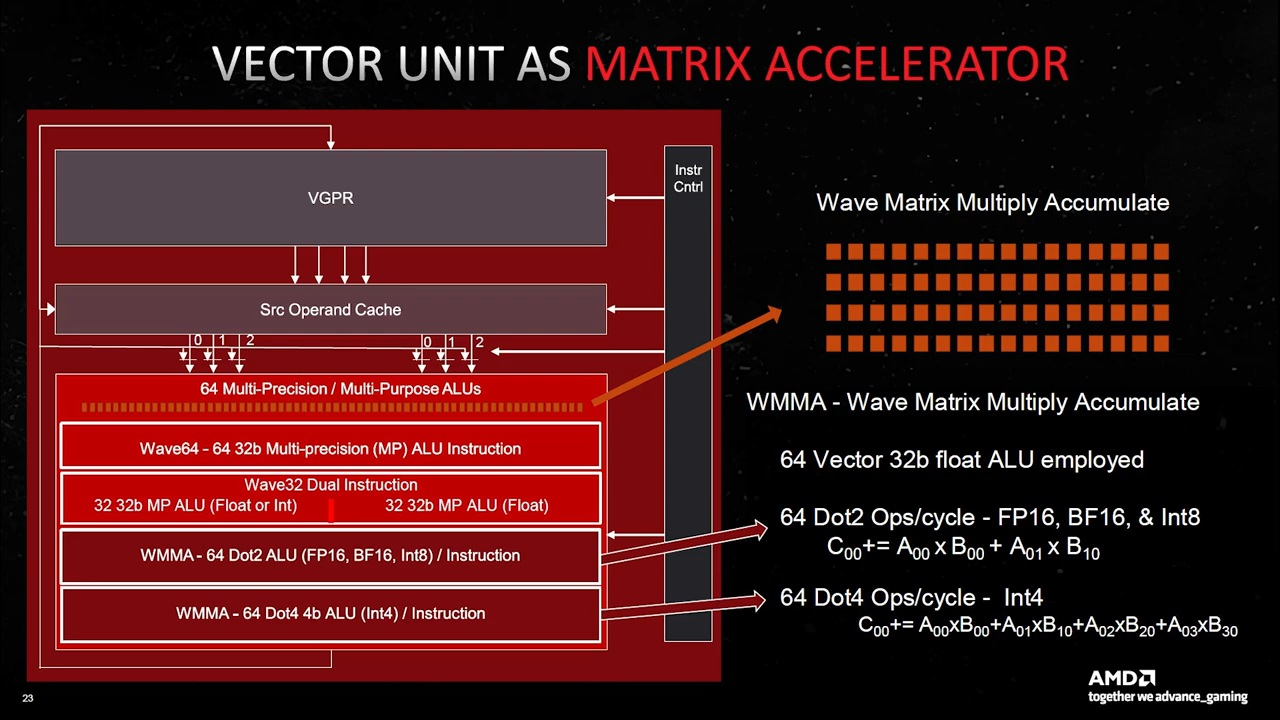 VECTOR UNIT AS MATRIX ACCELERATOR
VGPR
Instr
Cntrl
Src Operand Cache
0 1 2 0 1 2
64 Multi-Precision / Multi-Purpose ALUs
Wave64 – 64 32b Multi-precision (MP) ALU Instruction
Wave32 Dual Instruction
32 32b MP ALU (Float or Int) 32 32b MP ALU (Float)
WMMA – 64 Dot2 ALU (FP16, BF16, Int8) / Instruction
WMMA – 64 Dot4 4b ALU (Int4) / Instruction
Wave Matrix Multiply Accumulate
WMMA - Wave Matrix Multiply Accumulate
64 Vector 32b float ALU employed
64 Dot2 Ops/cycle - FP16, BF16, & Int8
C₀₀+= A₀₀ x B₀₀ + A₀₁ x B₁₀
64 Dot4 Ops/cycle - Int4
C₀₀+= A₀₀xB₀₀+A₀₁xB₁₀+A₀₂xB₂₀+A₀₃xB₃₀
23
AMD
together we advance_gaming